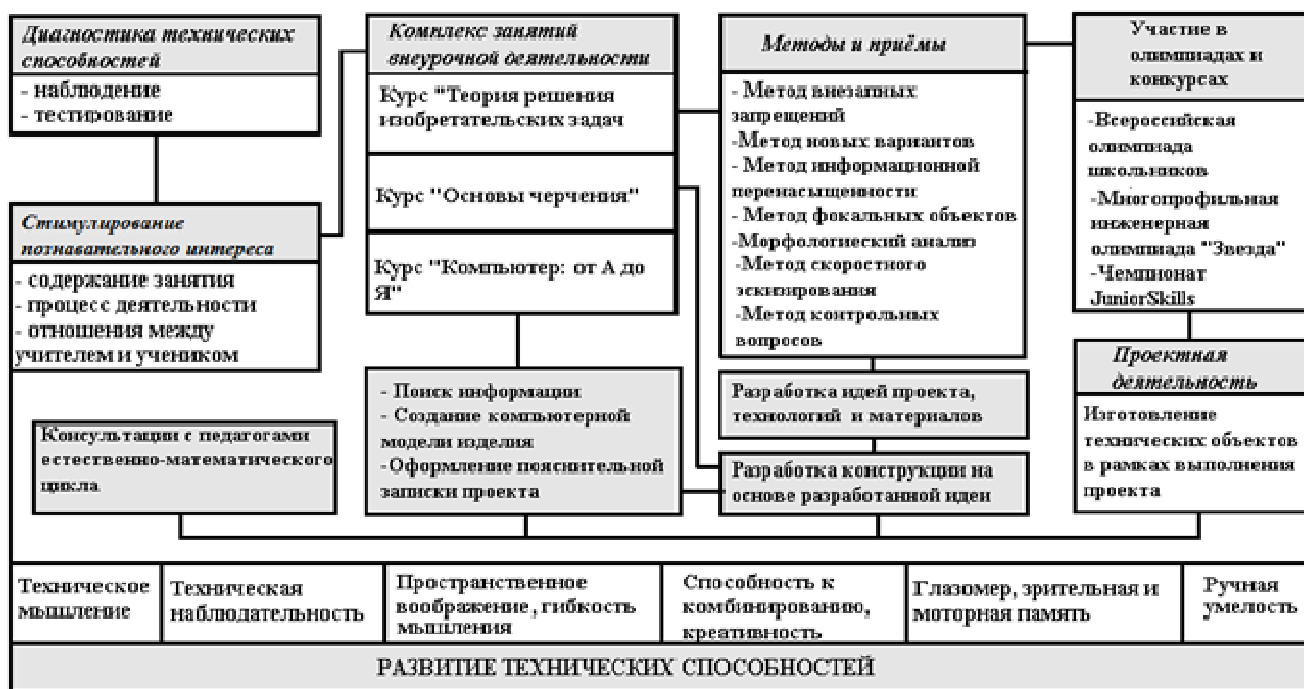 Диагностика технических
способностей
- наблюдение
- тестирование
Стимулирование
познавательного интереса
- содержание занятия
- процесс деятельности
- отношения между
учителем и учеником
Консультации с педагогами
естественно-математического
цикла
Комплекс занятий
внеурочной деятельности
Курс "Теория решения
изобретательских задач
Курс "Основы черчения"
Курс "Компьютер: от А до
Я"
- Поиск информации
- Создание компьютерной
модели изделия
-Оформление пояснительной
записки проекта
Методы и приёмы
- Метод внезапных
запрещений
-Метод новых вариантов
- Метод информационной
перенасыщенности
- Метод фокальных объектов
-Морфологиеский анализ
-Метод скоростного
эскизирования
-Метод контрольных
вопросов
Разработка идей проекта,
технологий и материалов
Разработка конструкции на
основе разработанной идеи
Участие в
олимпиадах и
конкурсах
-Всероссийская
олимпиада
школьников
-Многопрофильная
инженерная
олимпиада "Звезда"
-Чемпионат
JuniorSkills
Проектная
деятельность
Изготовление
технических объектов
в рамках выполнения
проекта
Техническое
мышление
Техническая
наблюдательность
Пространственное
воображение, гибкость
мышления
Способность к
комбинированию,
креативность
Глазомер, зрительная и
моторная память
Ручная
умелость
РАЗВИТИЕ ТЕХНИЧЕСКИХ СПОСОБНОСТЕЙ